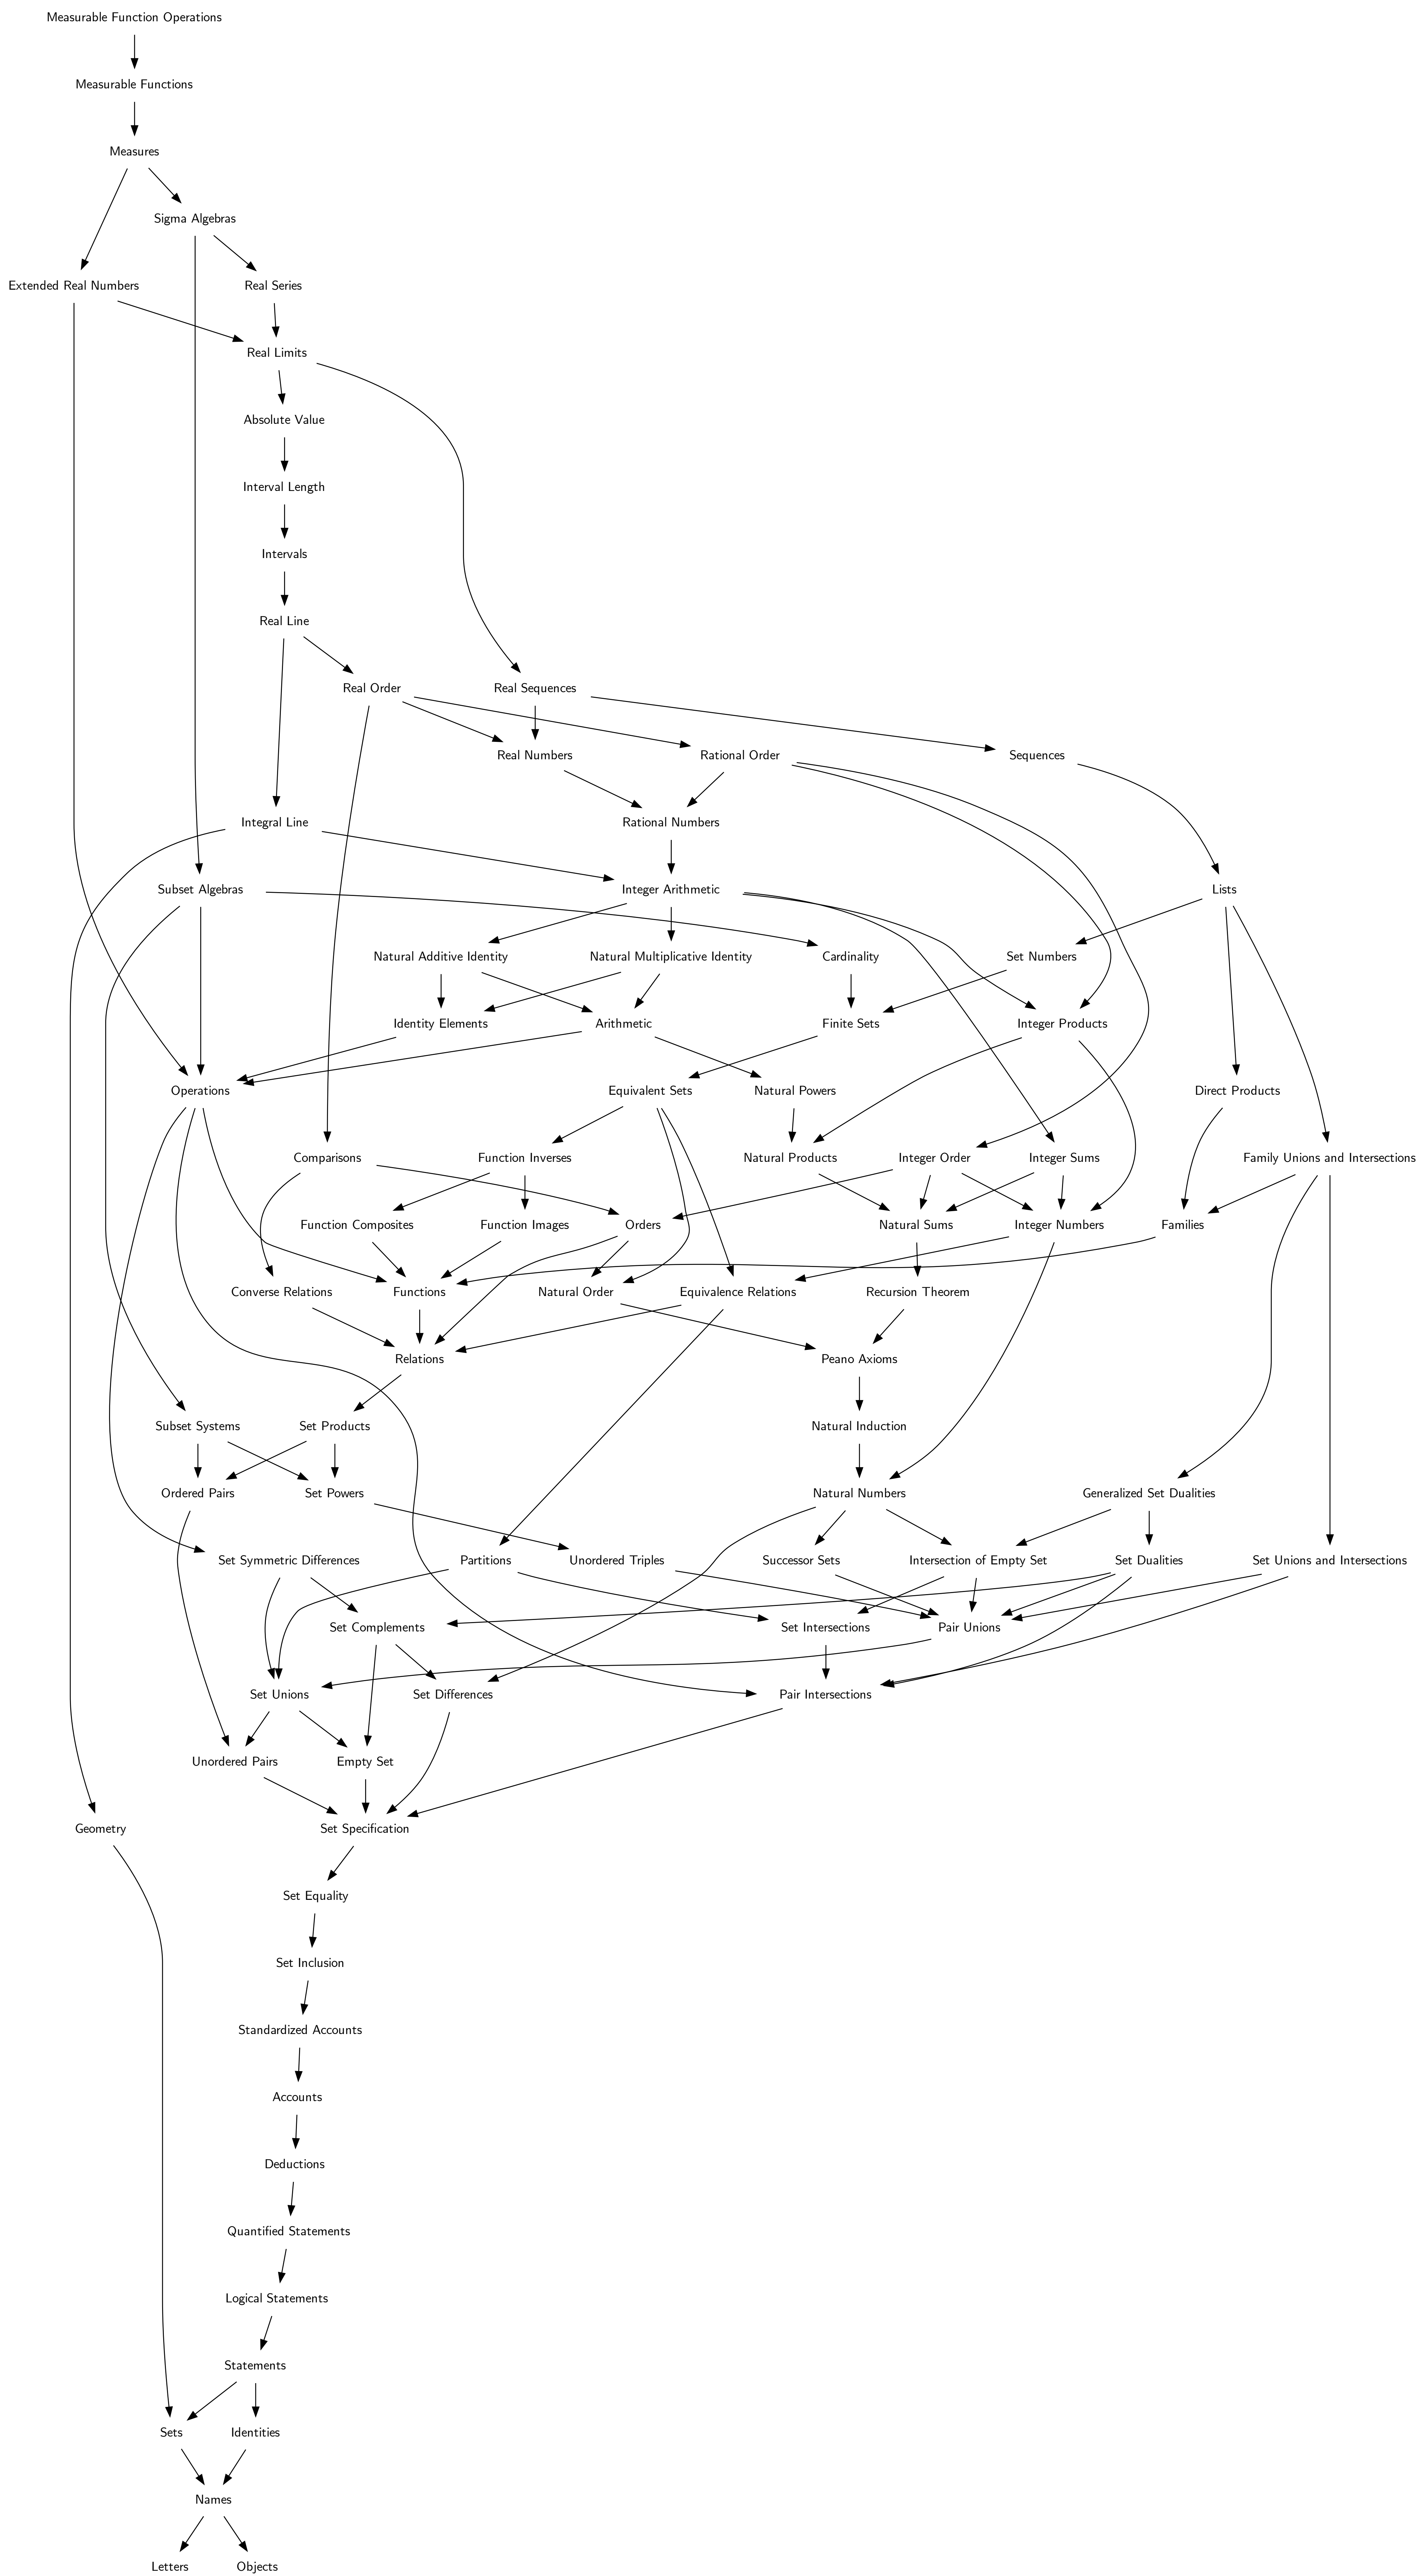 Measurable Function Operations
Measurable Functions
Measures
Sigma Algebras
Extended Real Numbers
Real Series
Real Limits
Absolute Value
Interval Length
Intervals
Real Line
Real Order
Real Sequences
Real Numbers
Rational Order
Sequences
Integral Line
Rational Numbers
Subset Algebras
Integer Arithmetic
Lists
Natural Additive Identity
Natural Multiplicative Identity
Cardinality
Set Numbers
Identity Elements
Arithmetic
Finite Sets
Integer Products
Operations
Equivalent Sets
Natural Powers
Direct Products
Comparisons
Function Inverses
Natural Products
Integer Order
Integer Sums
Family Unions and Intersections
Function Composites
Function Images
Orders
Natural Sums
Integer Numbers
Families
Converse Relations
Functions
Natural Order
Equivalence Relations
Recursion Theorem
Relations
Peano Axioms
Subset Systems
Set Products
Natural Induction
Ordered Pairs
Set Powers
Natural Numbers
Generalized Set Dualities
Set Symmetric Differences
Partitions
Unordered Triples
Successor Sets
Intersection of Empty Set
Set Dualities
Set Unions and Intersections
Set Complements
Set Intersections
Pair Unions
Set Unions
Set Differences
Pair Intersections
Unordered Pairs
Empty Set
Geometry
Set Specification
Set Equality
Set Inclusion
Standardized Accounts
Accounts
Deductions
Quantified Statements
Logical Statements
Statements
Sets
Identities
Names
Letters
Objects